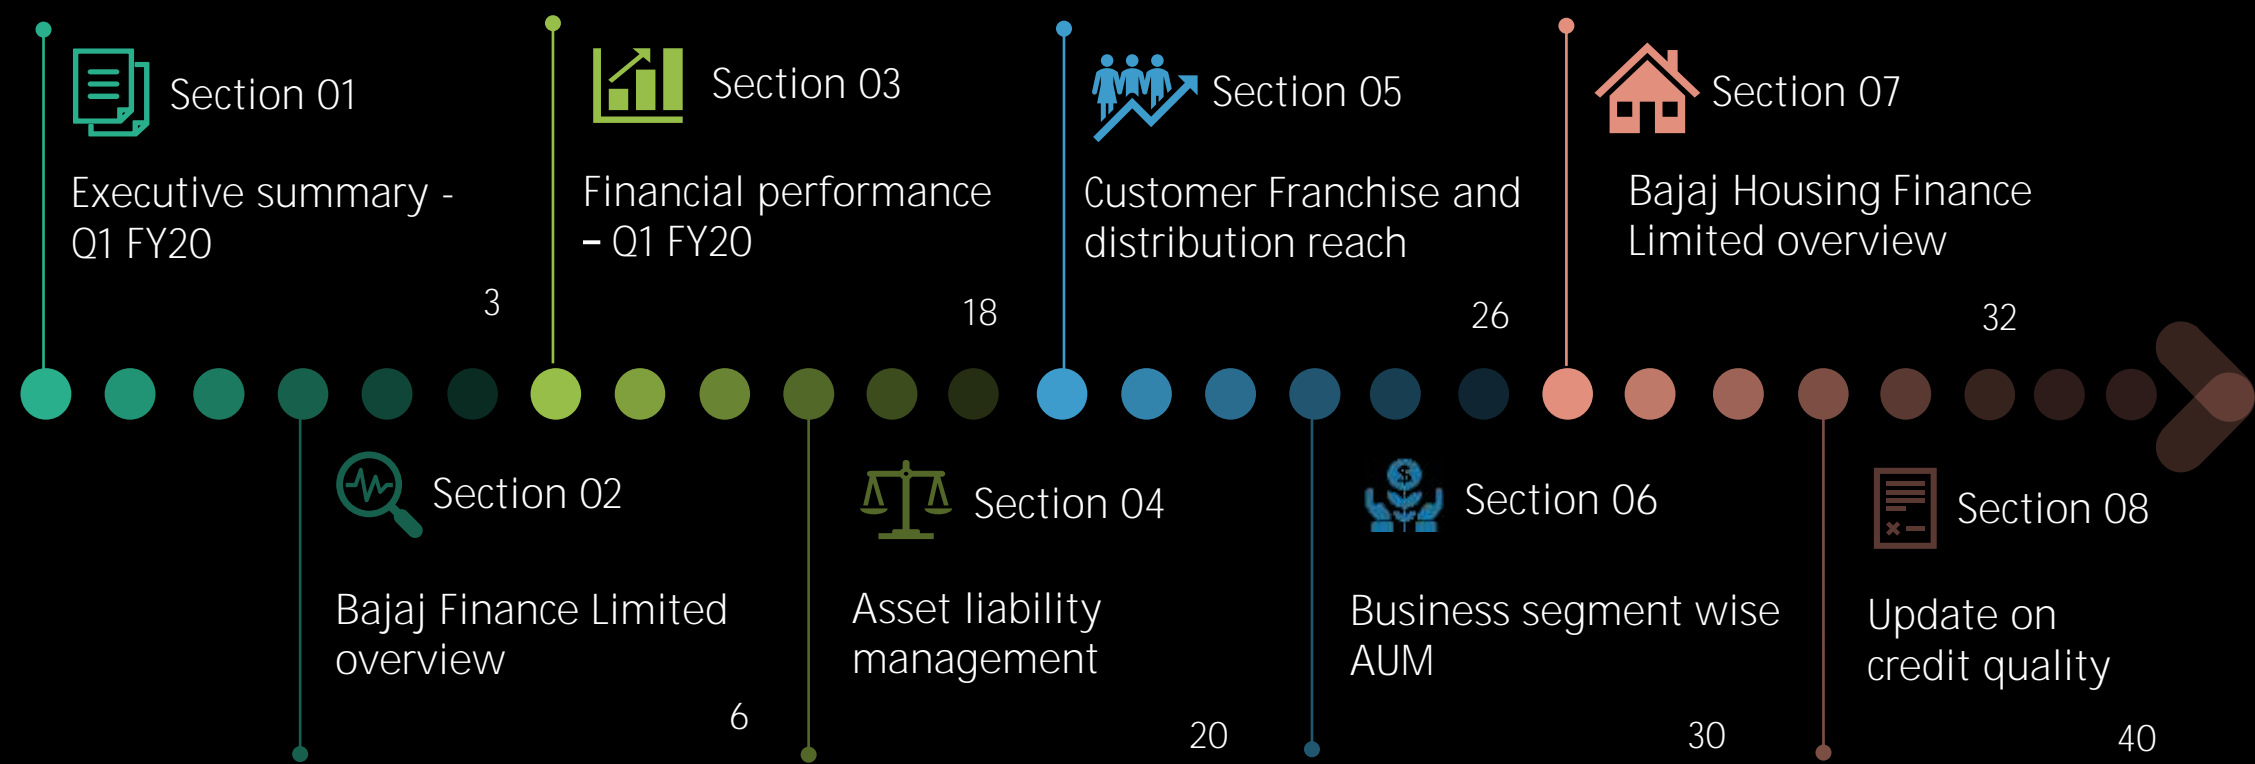 Section 01
Executive summary -
Q1 FY20
3
Section 02
Bajaj Finance Limited
overview
6
Section 03
Financial performance
– Q1 FY20
18
Section 04
Asset liability
management
20
Section 05
Customer Franchise and
distribution reach
26
Section 06
$
Business segment wise
AUM
30
Section 07
Bajaj Housing Finance
Limited overview
32
Section 08
Update on
credit quality
40